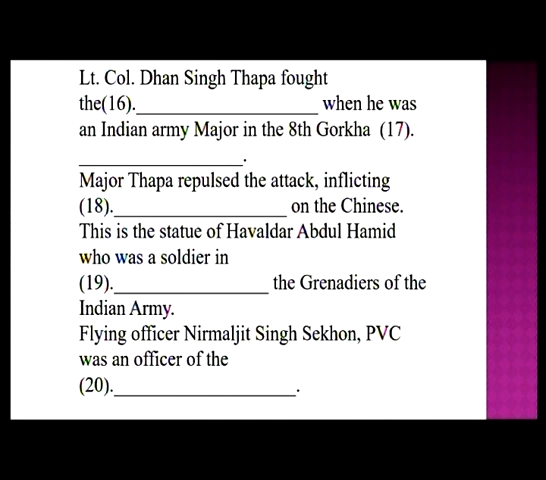 Lt. Col. Dhan Singh Thapa fought
the(16).__________________ when he was
an Indian army Major in the 8th Gorkha (17).
________________.
Major Thapa repulsed the attack, inflicting
(18)._________________ on the Chinese.
This is the statue of Havaldar Abdul Hamid
who was a soldier in
(19)._______________ the Grenadiers of the
Indian Army.
Flying officer Nirmaljit Singh Sekhon, PVC
was an officer of the
(20).__________________.